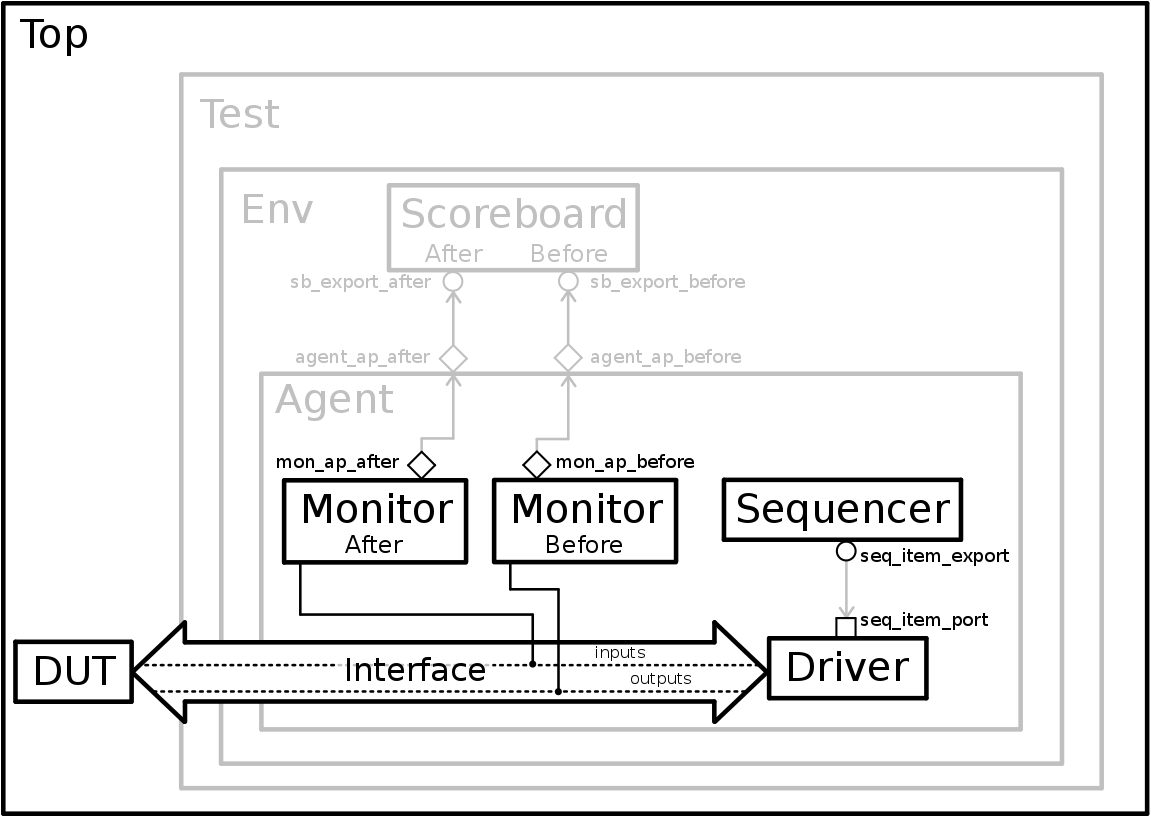 Top
Test
Env
Scoreboard
After Before
sb_export_after sb_export_before
agent_ap_after agent_ap_before
Agent
mon_ap_after mon_ap_before
Monitor Monitor Sequencer
After Before
seq_item_export
seq_item_port
DUT Interface inputs Driver
outputs